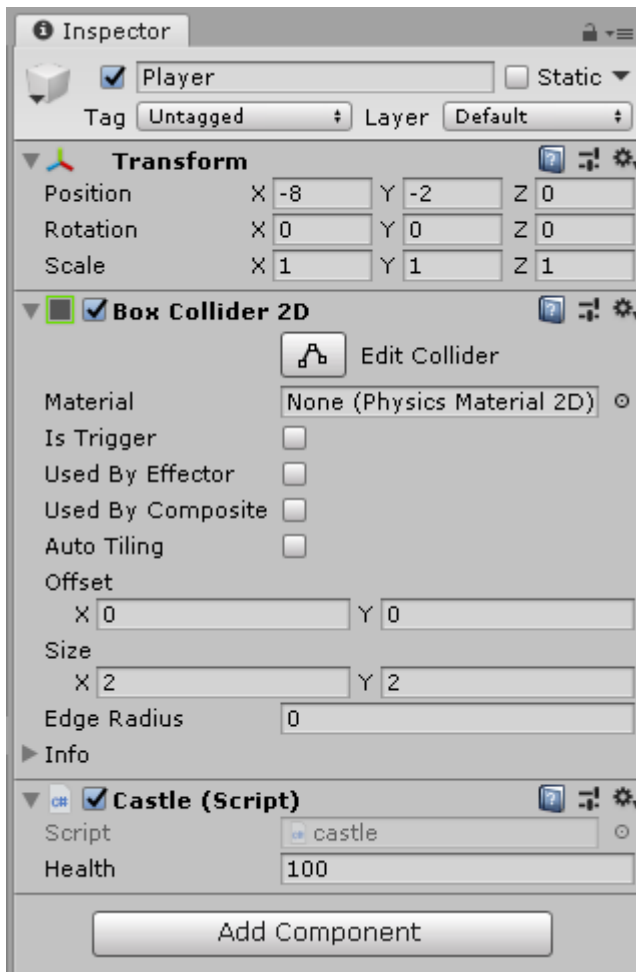 Inspector
Player Static
Tag Untagged Layer Default
Transform
Position X -8 Y -2 Z 0
Rotation X 0 Y 0 Z 0
Scale X 1 Y 1 Z 1
Box Collider 2D
Edit Collider
Material None (Physics Material 2D)
Is Trigger
Used By Effector
Used By Composite
Auto Tiling
Offset
X 0 Y 0
Size
X 2 Y 2
Edge Radius 0
Info
c# Castle (Script)
Script castle
Health 100
Add Component